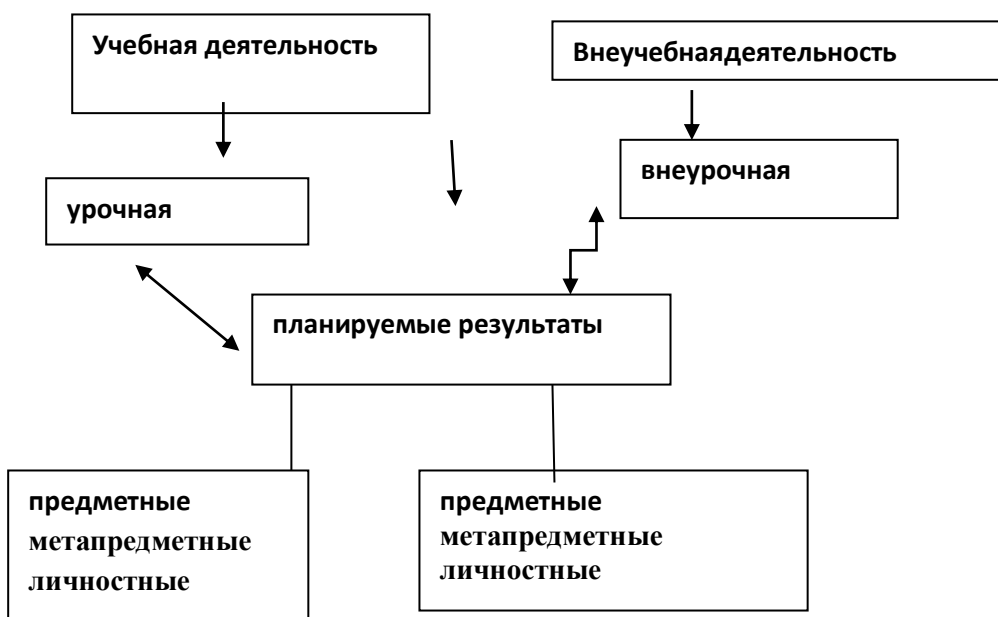 Учебная деятельность
Внеучебнаядеятельность
урочная
внеурочная
планируемые результаты
предметные
метапредметные
личностные
предметные
метапредметные
личностные